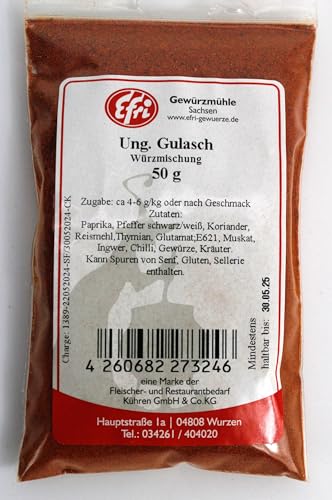 Efri
Gewürzmühle
Sachsen
www.efri-gewuerze.de
Ung. Gulasch
Würzmischung
50 g
Zugabe: ca 4-6 g/kg oder nach Geschmack
Zutaten:
Paprika, Pfeffer schwarz/weiß, Koriander,
Reismehl,Thymian, Glutamat;E621, Muskat,
Ingwer, Chilli, Gewürze, Kräuter.
Kann Spuren von Senf, Gluten, Sellerie
enthalten.
Charge: 1389-22052024-SF/30052024-CK
Mindestens
haltbar bis: 30.05.25
4 260682 273246
eine Marke der
Fleischer- und Restaurantbedarf
Kühren GmbH & Co.KG
Hauptstraße 1a | 04808 Wurzen
Tel.: 034261 / 404020